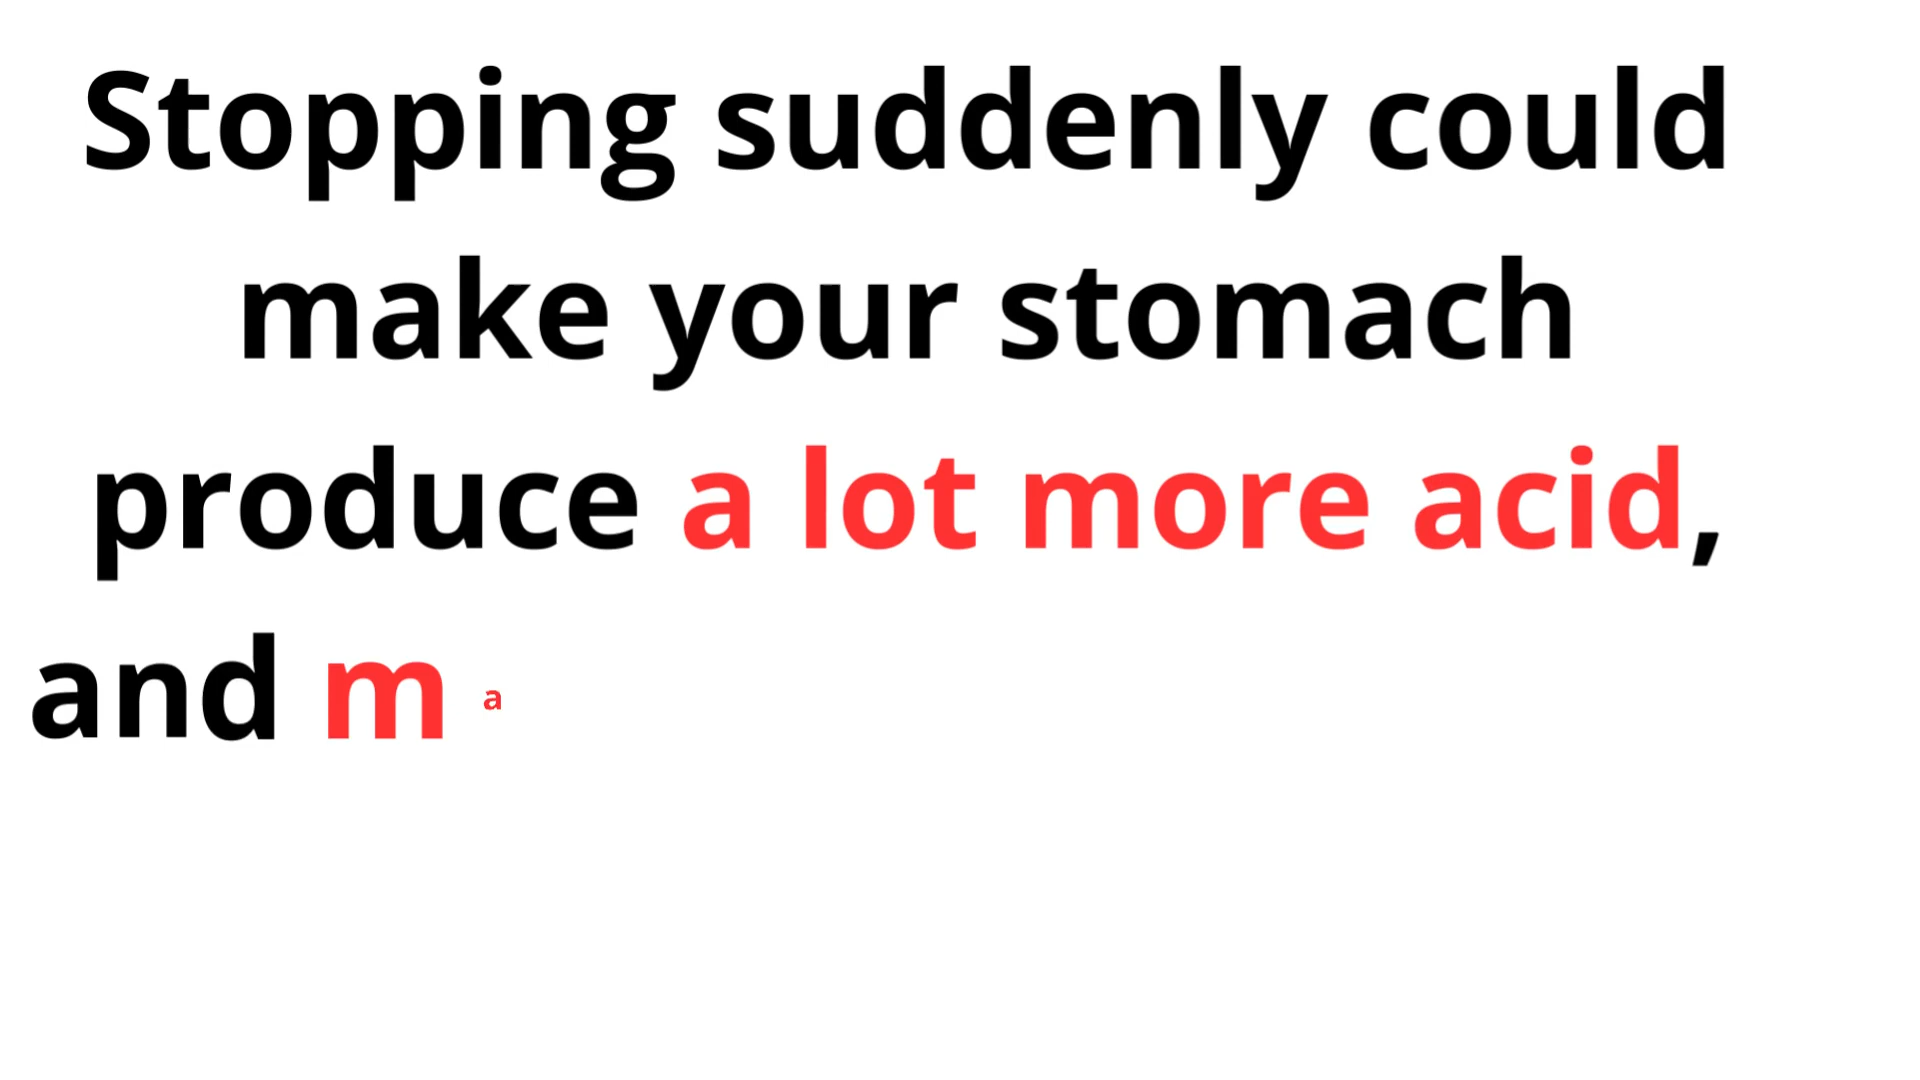 Stopping suddenly could
make your stomach
produce a lot more acid,
and m a